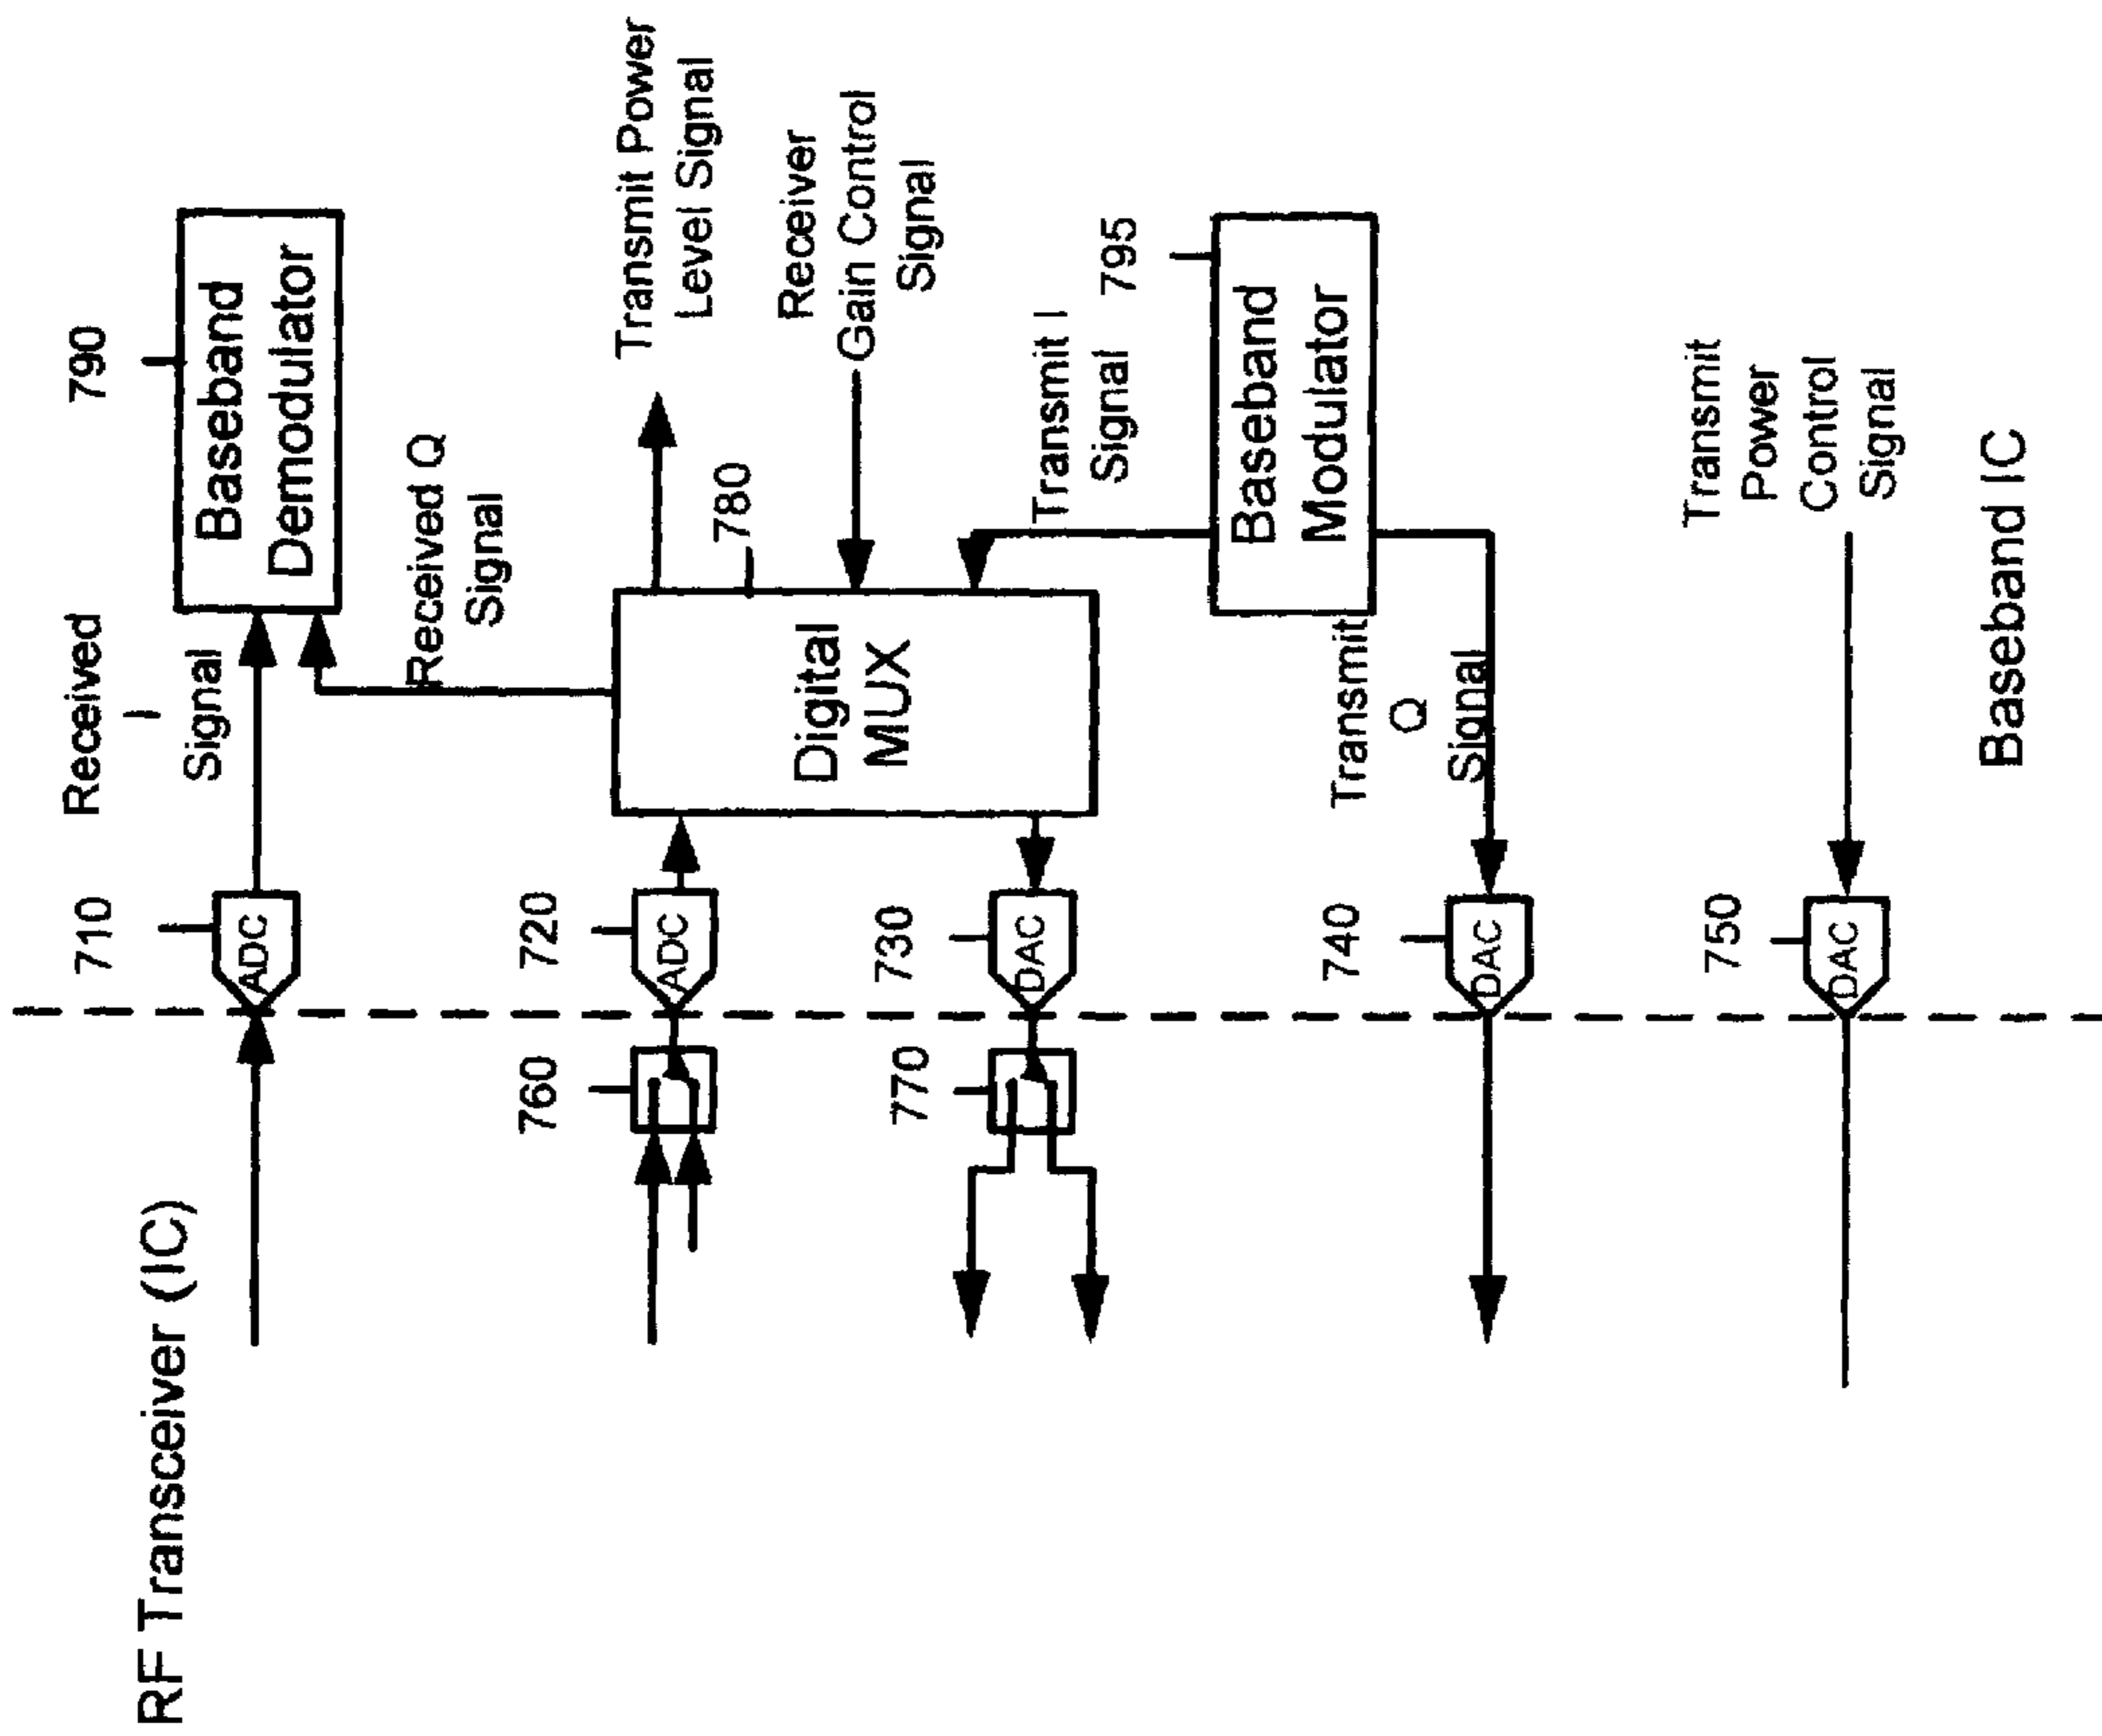 RF Transceiver (IC)
710
ADC
Received
I
Signal
790
Baseband
Demodulator
Received Q
Signal
760
720
ADC
780
Digital
MUX
Transmit Power
Level Signal
Receiver
Gain Control
Signal
770
730
DAC
Transmit I
Signal
795
Baseband
Modulator
740
DAC
Transmit
Q
Signal
750
DAC
Transmit
Power
Control
Signal
Baseband IC